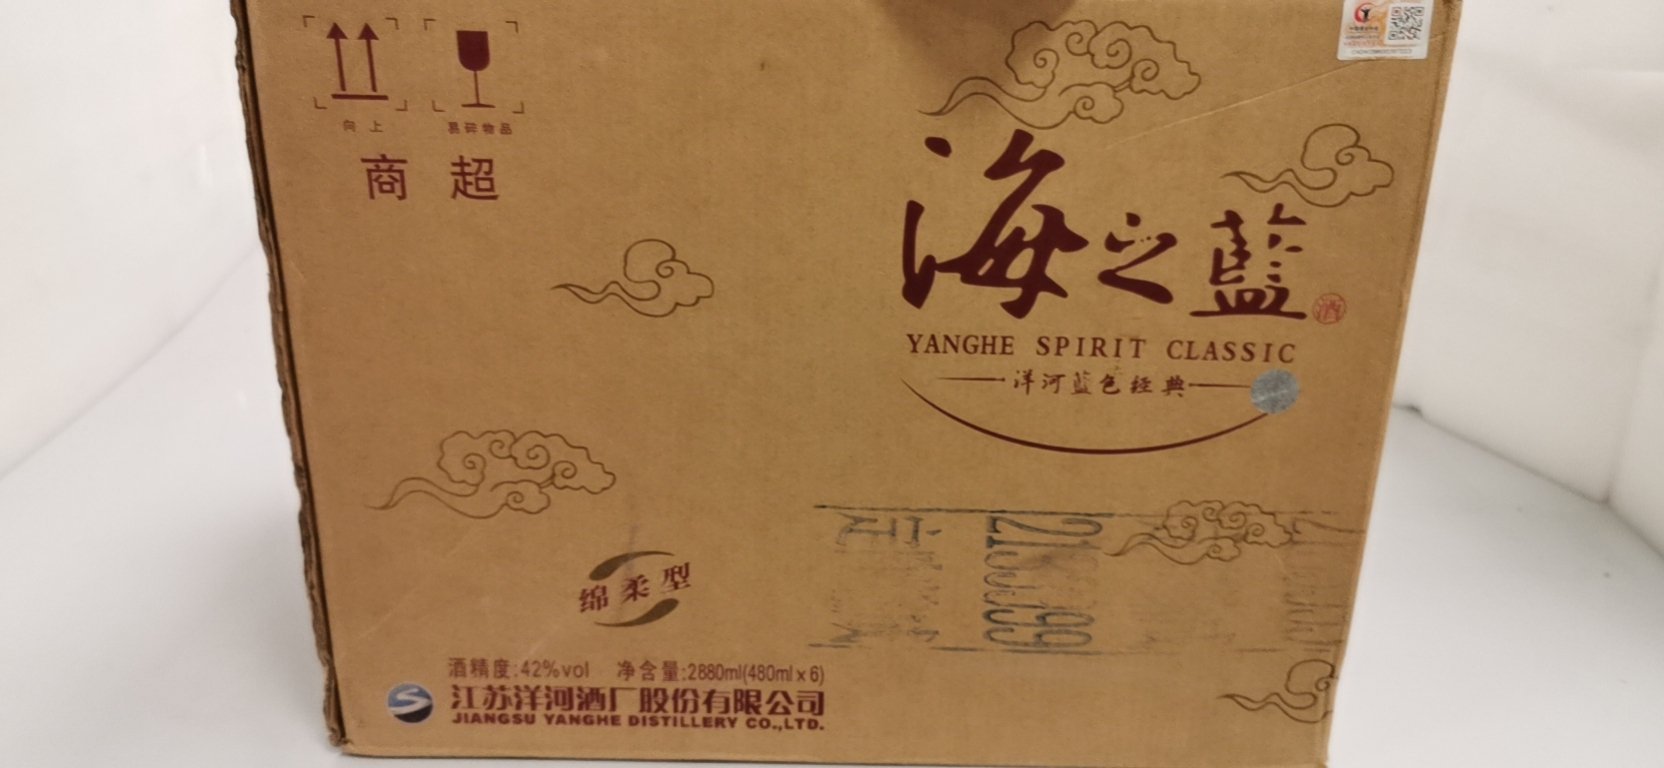 向上
易碎物品
商超
海之藍
酒
YANGHE SPIRIT CLASSIC
洋河蓝色经典
绵柔型
酒精度:42%vol 净含量:2880ml(480ml x 6)
江苏洋河酒厂股份有限公司
JIANGSU YANGHE DISTILLERY CO.,LTD.